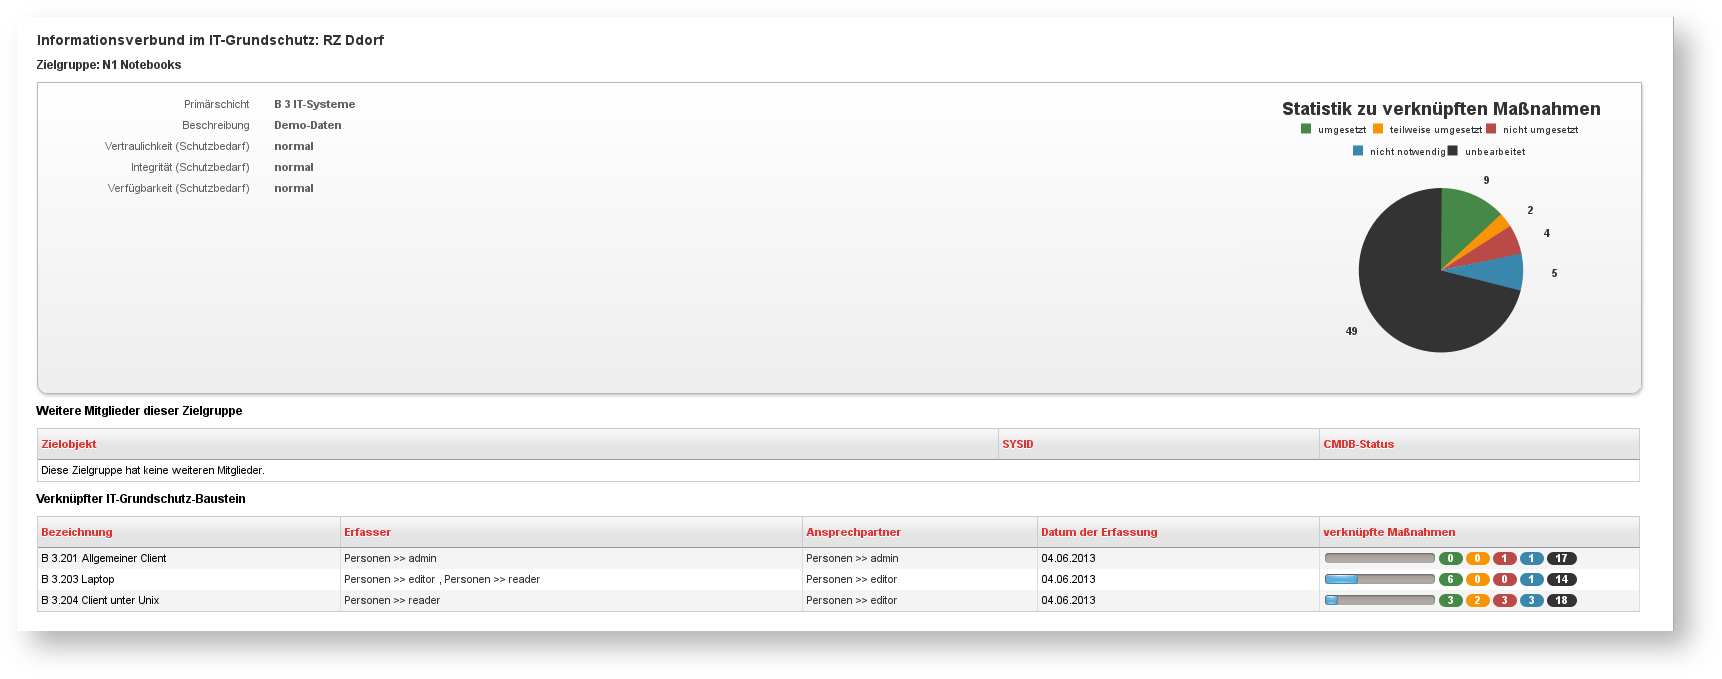 Informationsverbund im IT-Grundschutz: RZ Ddorf
Zielgruppe: N1 Notebooks
Primärschicht B 3 IT-Systeme
Beschreibung Demo-Daten
Vertraulichkeit (Schutzbedarf) normal
Integrität (Schutzbedarf) normal
Verfügbarkeit (Schutzbedarf) normal
Statistik zu verknüpften Maßnahmen
umgesetzt teilweise umgesetzt nicht umgesetzt
nicht notwendig unbearbeitet
9
2
4
5
49
Weitere Mitglieder dieser Zielgruppe
Zielobjekt SYSID CMDB-Status
Diese Zielgruppe hat keine weiteren Mitglieder.
Verknüpfter IT-Grundschutz-Baustein
Bezeichnung Erfasser Ansprechpartner Datum der Erfassung verknüpfte Maßnahmen
B 3.201 Allgemeiner Client Personen >> admin Personen >> admin 04.06.2013 0 0 1 1 17
B 3.203 Laptop Personen >> editor , Personen >> reader Personen >> editor 04.06.2013 6 0 0 1 14
B 3.204 Client unter Unix Personen >> reader Personen >> editor 04.06.2013 3 2 3 3 18